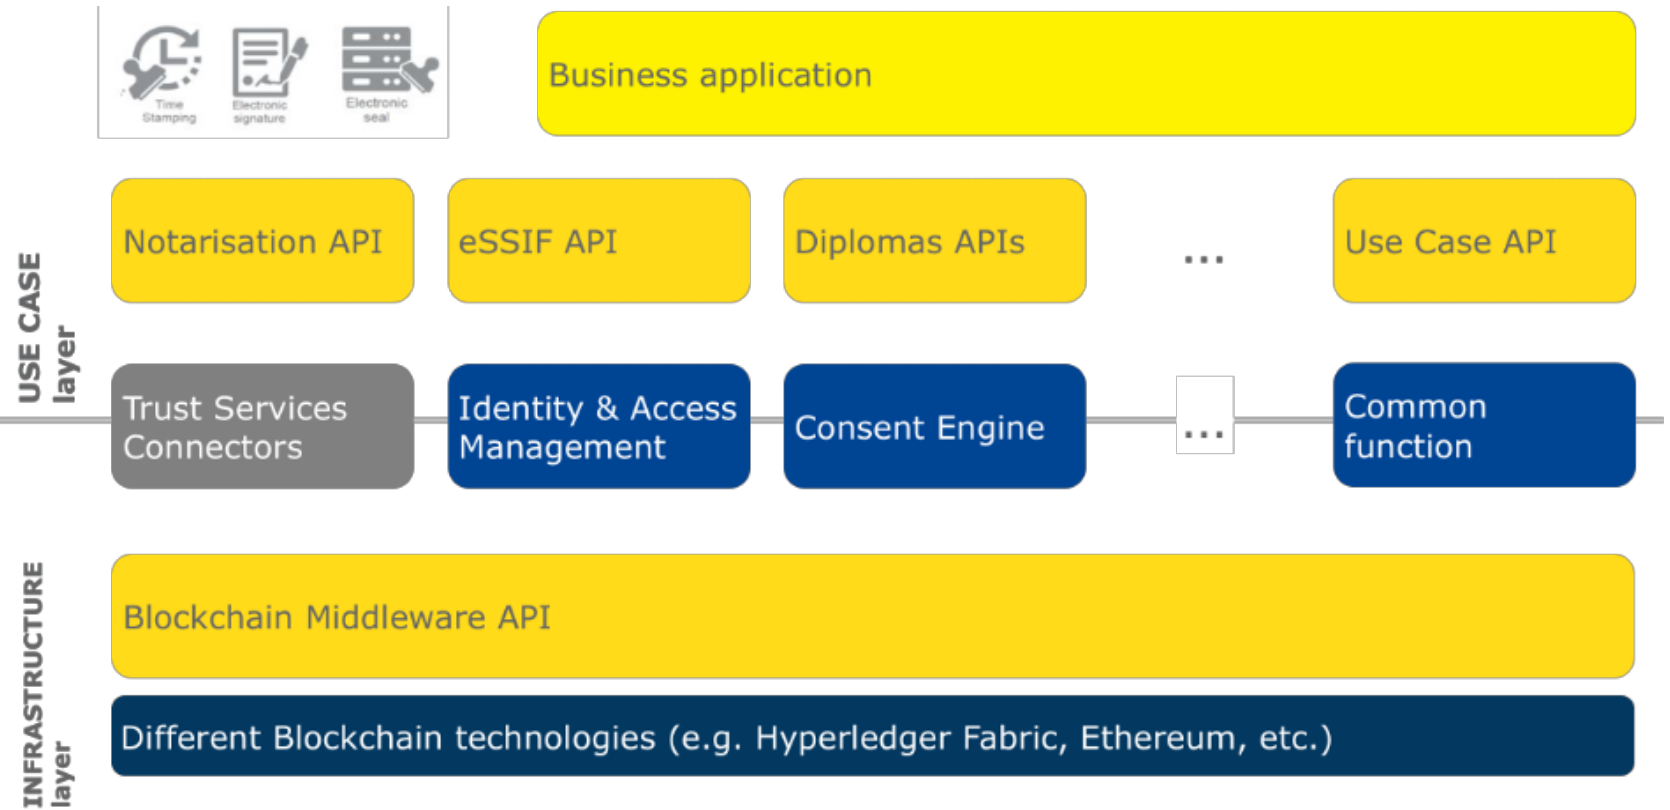 Time
Stamping
Electronic
signature
Electronic
seal
Business application
USE CASE
layer
Notarisation API
eSSIF API
Diplomas APIs
...
Use Case API
Trust Services
Connectors
Identity & Access
Management
Consent Engine
...
Common
function
INFRASTRUCTURE
layer
Blockchain Middleware API
Different Blockchain technologies (e.g. Hyperledger Fabric, Ethereum, etc.)